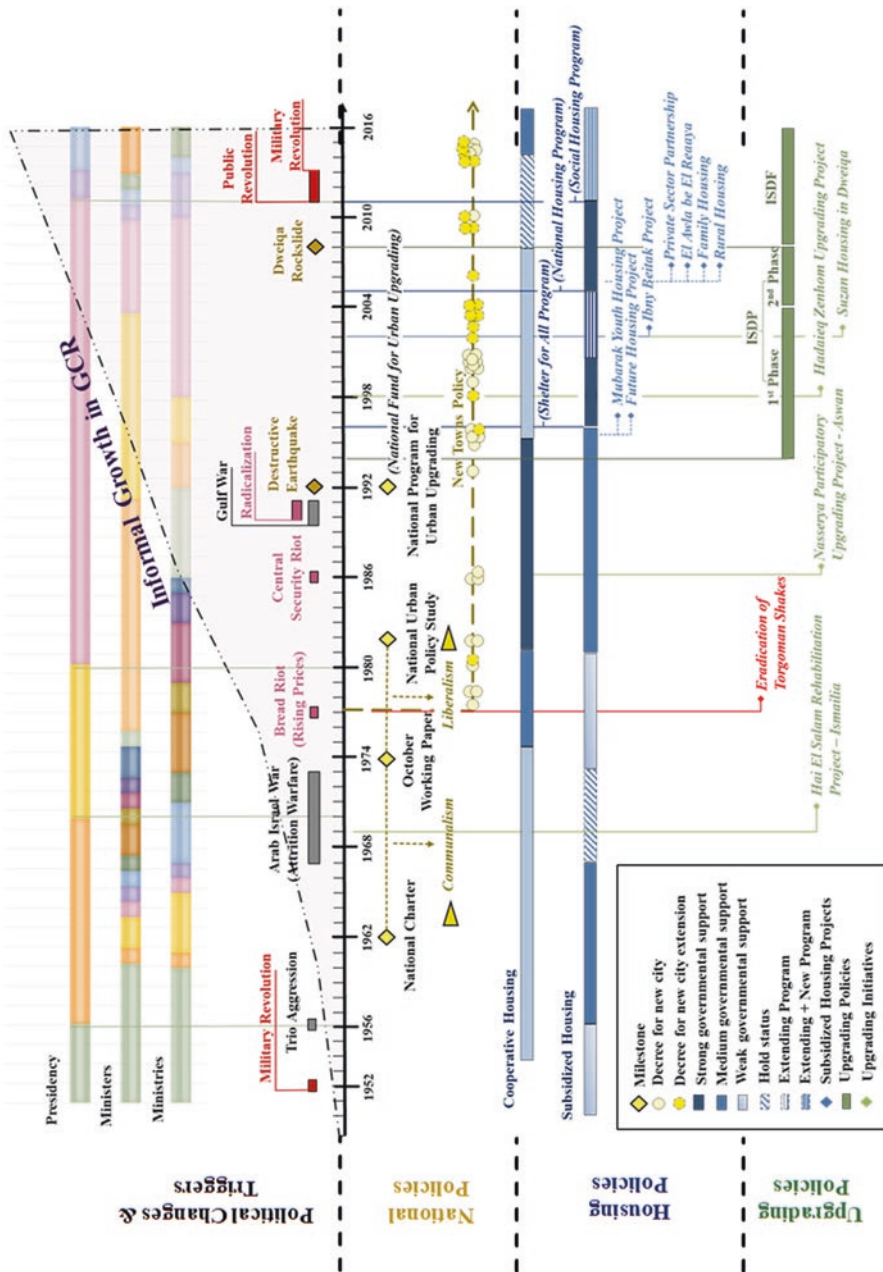 Political Changes &
Triggers
Presidency
Ministers
Ministries
Informal Growth in GCR
Military Revolution
Trio Aggression
Arab Israel War
(Attrition Warfare)
Bread Riot
(Rising Prices)
Central
Security Riot
Gulf War
Radicalization
Destructive
Earthquake
Dweiqa
Rockslide
Public
Revolution
Military
Revolution
1952
1956
1962
1968
1974
1980
1986
1992
1998
2004
2010
2016
National
Policies
National Charter
Communalism
October
Working Paper
Liberalism
National Urban
Policy Study
National Program for
Urban Upgrading
(National Fund for Urban Upgrading)
New Towns Policy
Housing
Policies
Cooperative Housing
(Shelter for All Program)
(National Housing Program)
(Social Housing Program)
Subsidized Housing
Mubarak Youth Housing Project
Future Housing Project
Ibny Beitak Project
Private Sector Partnership
El Awla be El Reaaya
Family Housing
Rural Housing
Upgrading
Policies
ISDP
1st Phase
2nd Phase
ISDF
Eradication of
Torgoman Shakes
Hai El Salam Rehabilitation
Project – Ismailia
Nasserya Participatory
Upgrading Project - Aswan
Hadaieq Zenhom Upgrading Project
Suzan Housing in Dweiqa
Milestone
Decree for new city
Decree for new city extension
Strong governmental support
Medium governmental support
Weak governmental support
Hold status
Extending Program
Extending + New Program
Subsidized Housing Projects
Upgrading Policies
Upgrading Initiatives